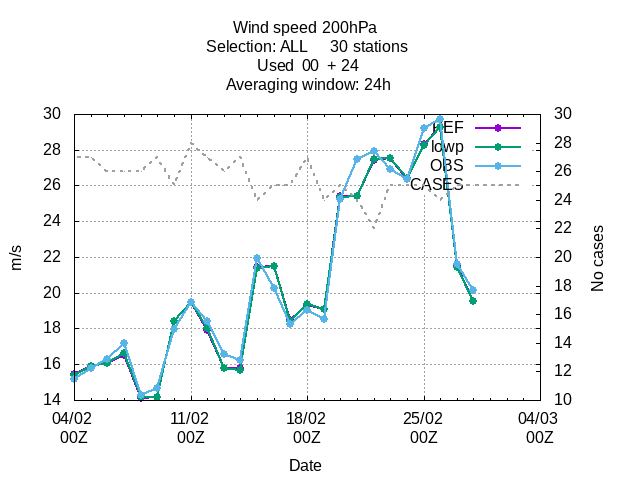 Wind speed 200hPa
Selection: ALL 30 stations
Used 00 + 24
Averaging window: 24h
30 30
28 28
26 26
24 24
22 22
20 20
18 18
16 16
14 14
12
10
m/s
No cases
REF
lowp
OBS
CASES
04/02 11/02 18/02 25/02 04/03
00Z 00Z 00Z 00Z 00Z
Date